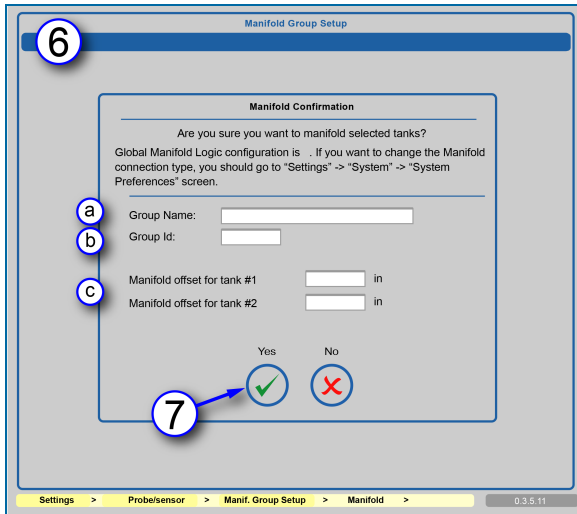 Manifold Group Setup
6
Manifold Confirmation
Are you sure you want to manifold selected tanks?
Global Manifold Logic configuration is . If you want to change the Manifold
connection type, you should go to “Settings” -> “System” -> “System
Preferences” screen.
a Group Name:
b Group Id:
c
Manifold offset for tank #1 in
Manifold offset for tank #2 in
Yes No
7
Settings > Probe/sensor > Manif. Group Setup > Manifold > 0.3.5.11